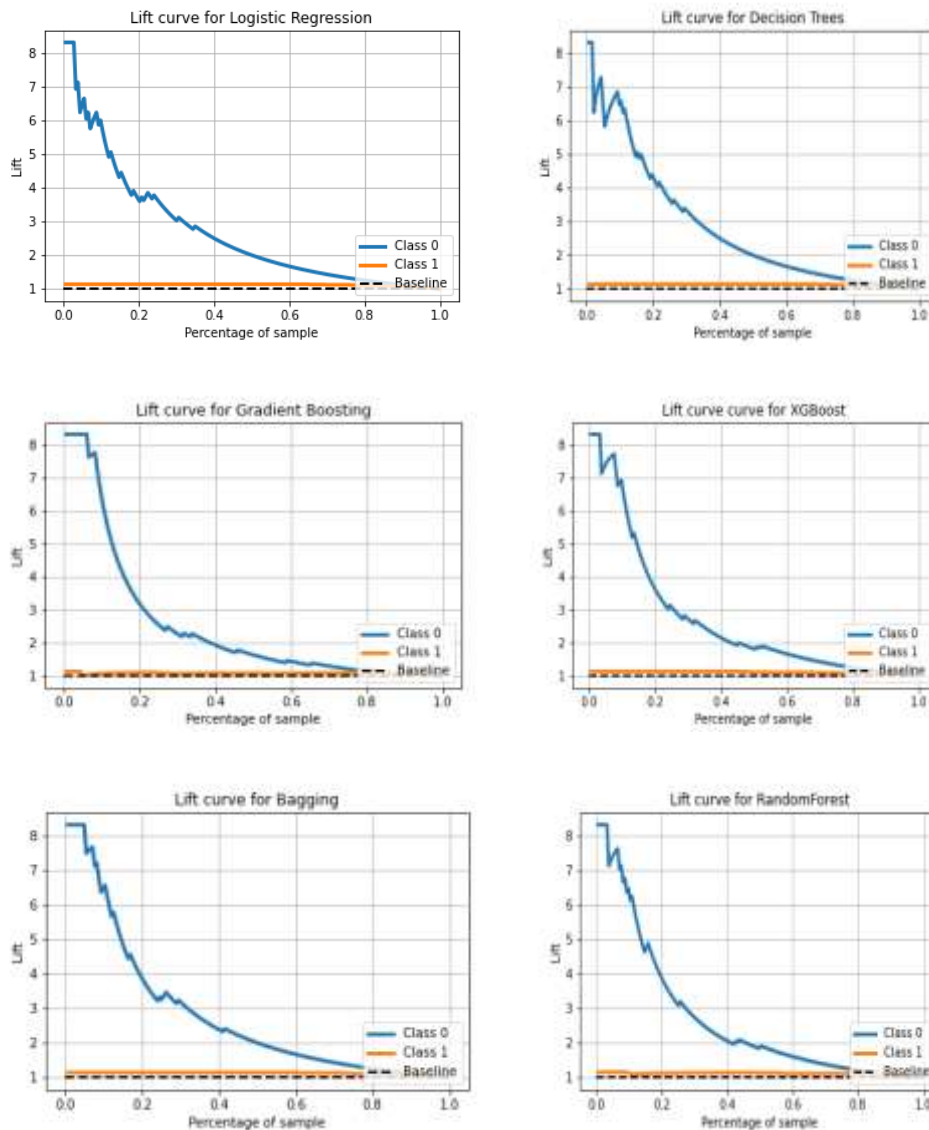 Lift curve for Logistic Regression
8
7
6
5
4
3
2
1
Lift
Class 0
Class 1
Baseline
0.0 0.2 0.4 0.6 0.8 1.0
Percentage of sample
Lift curve for Decision Trees
8
7
6
5
4
3
2
1
Lift
Class 0
Class 1
Baseline
0.0 0.2 0.4 0.6 0.8 1.0
Percentage of sample
Lift curve for Gradient Boosting
8
7
6
5
4
3
2
1
Lift
Class 0
Class 1
Baseline
0.0 0.2 0.4 0.6 0.8 1.0
Percentage of sample
Lift curve curve for XGBoost
8
7
6
5
4
3
2
1
Lift
Class 0
Class 1
Baseline
0.0 0.2 0.4 0.6 0.8 1.0
Percentage of sample
Lift curve for Bagging
8
7
6
5
4
3
2
1
Lift
Class 0
Class 1
Baseline
0.0 0.2 0.4 0.6 0.8 1.0
Percentage of sample
Lift curve for RandomForest
8
7
6
5
4
3
2
1
Lift
Class 0
Class 1
Baseline
0.0 0.2 0.4 0.6 0.8 1.0
Percentage of sample